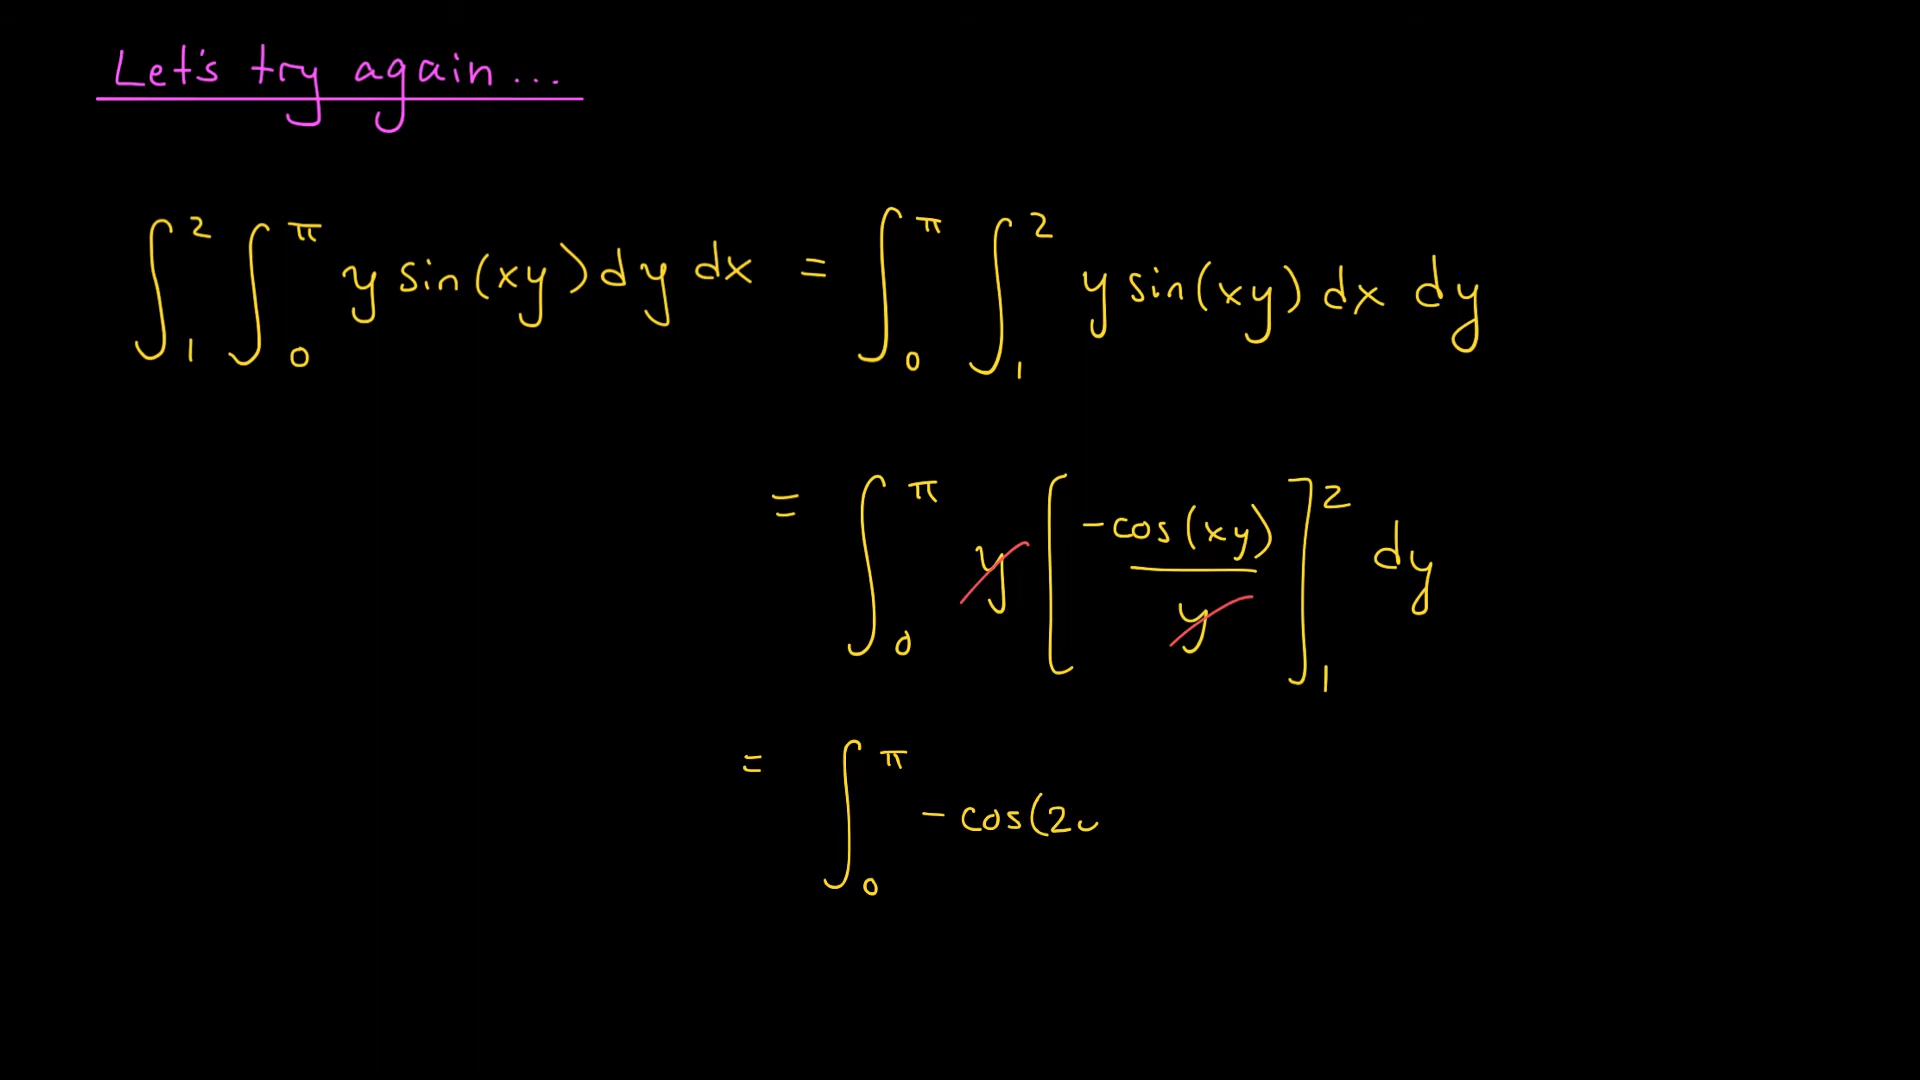 Let's try again...
∫₁² ∫₀^π y sin(xy) dy dx = ∫₀^π ∫₁² y sin(xy) dx dy
= ∫₀^π y [ -cos(xy) / y ]₁² dy
= ∫₀^π - cos(2